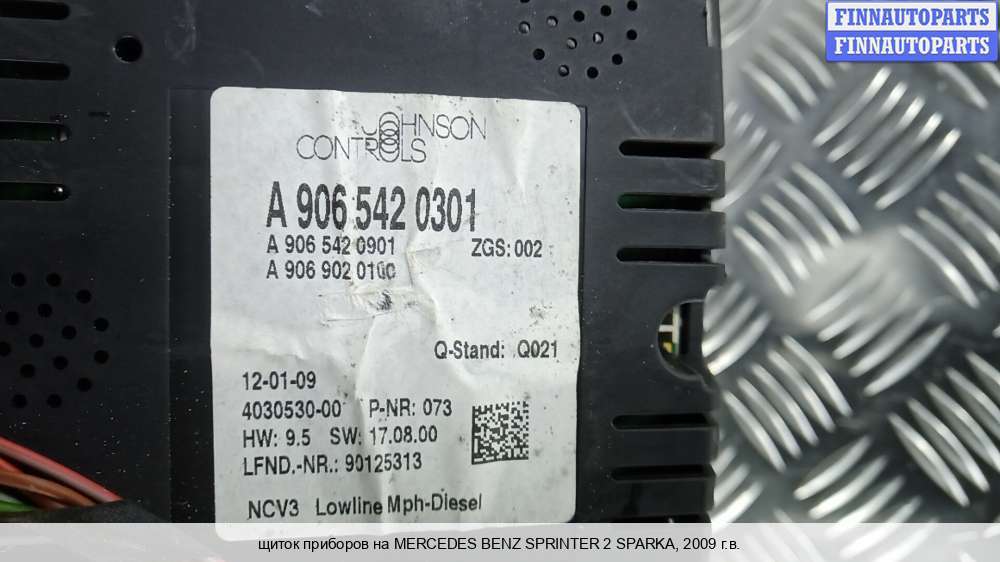 FINNAUTOPARTS
FINNAUTOPARTS
JOHNSON
CONTROLS
A 906 542 0301
A 906 542 0901 ZGS: 002
A 906 902 0100
Q-Stand: Q021
12-01-09
4030530-00 P-NR: 073
HW: 9.5 SW: 17.08.00
LFND.-NR.: 90125313
NCV3 Lowline Mph-Diesel
щиток приборов на MERCEDES BENZ SPRINTER 2 SPARKA, 2009 г.в.